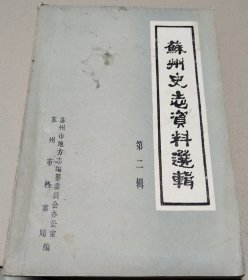 蘇州史志資料選輯
第二辑
苏州市地方志编纂委员会办公室
苏州市档案局编